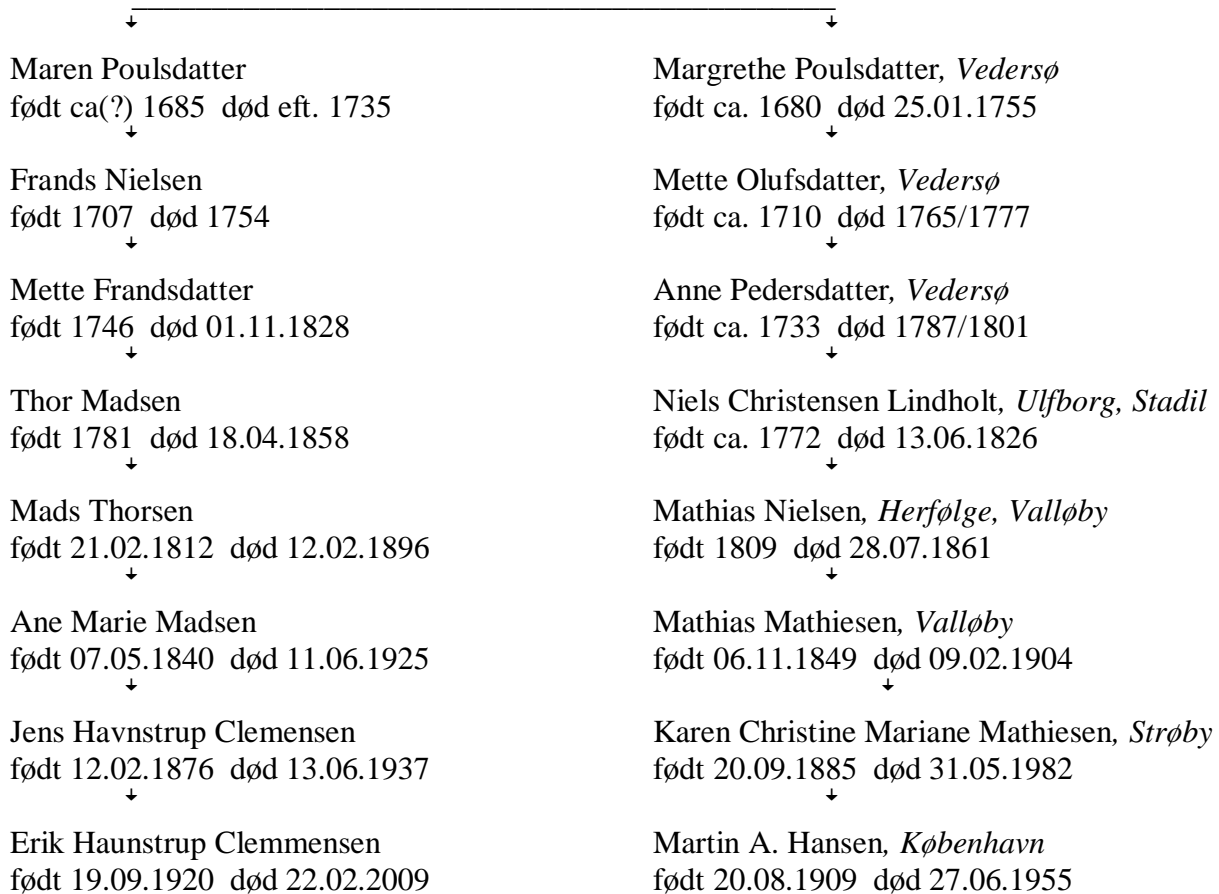 Maren Poulsdatter
født ca(?) 1685 død eft. 1735
Frands Nielsen
født 1707 død 1754
Mette Frandsdatter
født 1746 død 01.11.1828
Thor Madsen
født 1781 død 18.04.1858
Mads Thorsen
født 21.02.1812 død 12.02.1896
Ane Marie Madsen
født 07.05.1840 død 11.06.1925
Jens Havnstrup Clemensen
født 12.02.1876 død 13.06.1937
Erik Haunstrup Clemmensen
født 19.09.1920 død 22.02.2009
Margrethe Poulsdatter, Vedersø
født ca. 1680 død 25.01.1755
Mette Olufsdatter, Vedersø
født ca. 1710 død 1765/1777
Anne Pedersdatter, Vedersø
født ca. 1733 død 1787/1801
Niels Christensen Lindholt, Ulfborg, Stadil
født ca. 1772 død 13.06.1826
Mathias Nielsen, Herfølge, Valløby
født 1809 død 28.07.1861
Mathias Mathiesen, Valløby
født 06.11.1849 død 09.02.1904
Karen Christine Mariane Mathiesen, Strøby
født 20.09.1885 død 31.05.1982
Martin A. Hansen, København
født 20.08.1909 død 27.06.1955